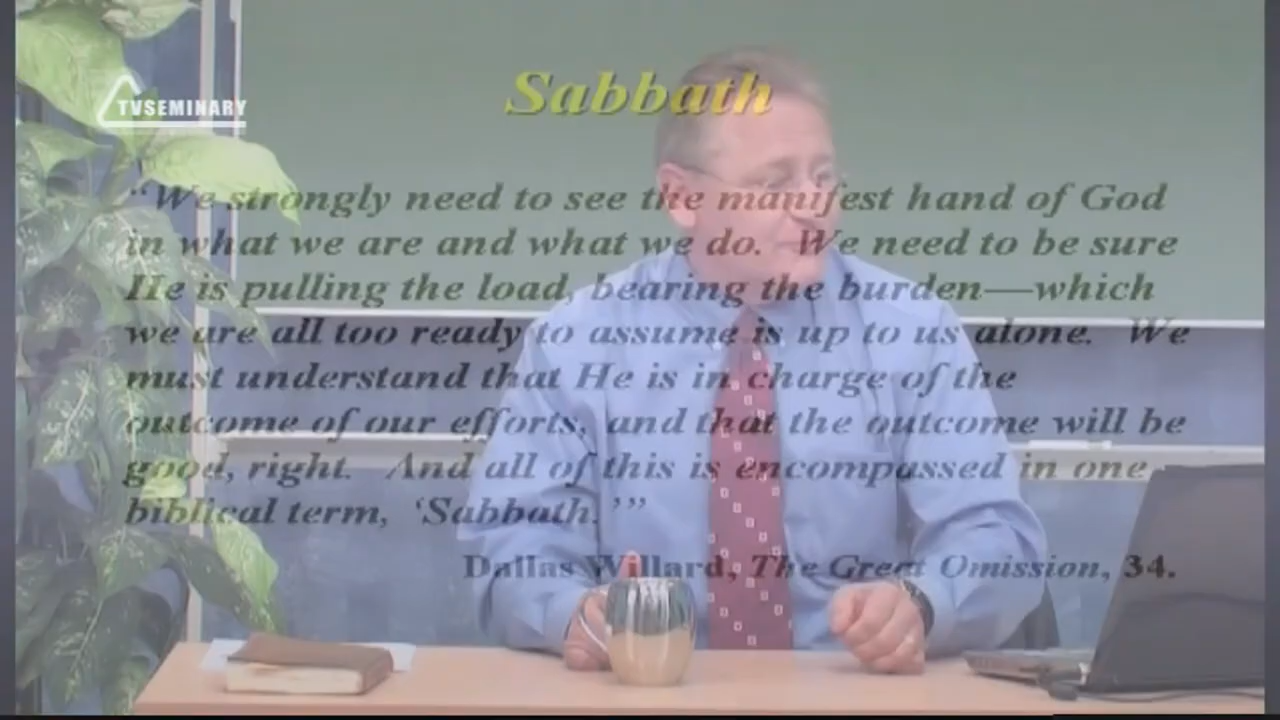 TVSEMINARY
Sabbath
“We strongly need to see the manifest hand of God
in what we are and what we do. We need to be sure
He is pulling the load, bearing the burden—which
we are all too ready to assume is up to us alone. We
must understand that He is in charge of the
outcome of our efforts, and that the outcome will be
good, right. And all of this is encompassed in one
biblical term, ‘Sabbath.’”
Dallas Willard, The Great Omission, 34.